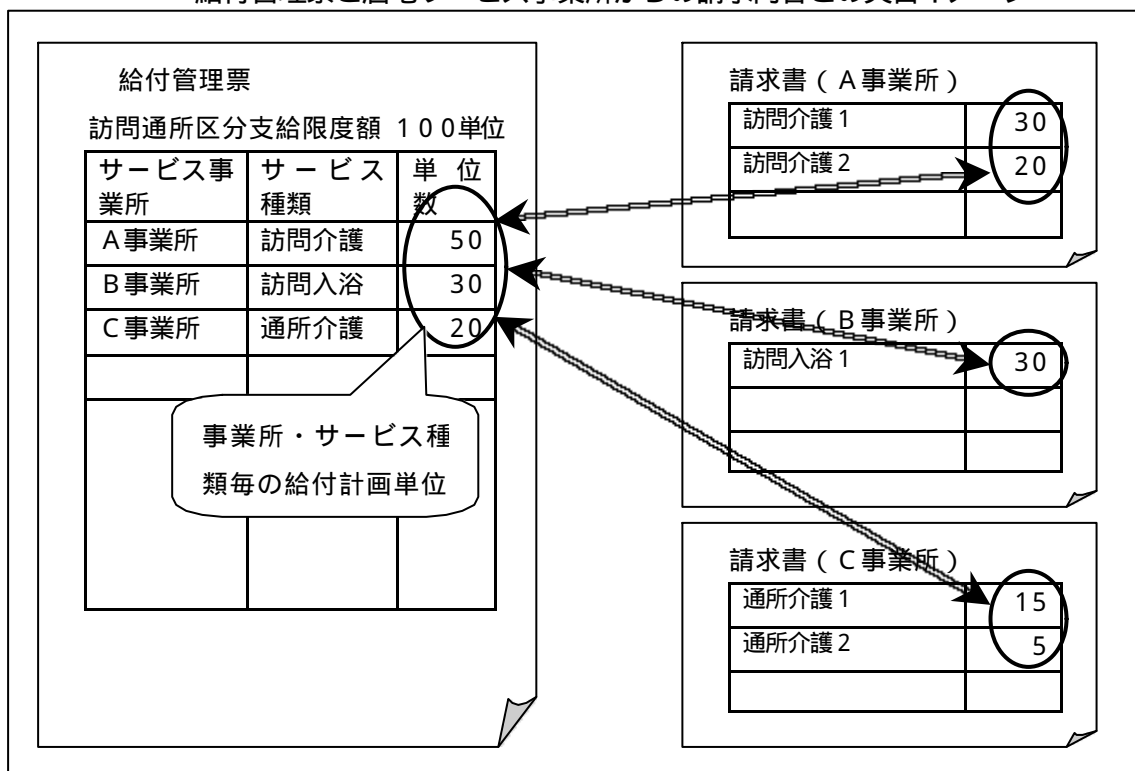 給付管理票
訪問通所区分支給限度額 100単位
サービス事業所 サービス種類 単位数
A事業所 訪問介護 50
B事業所 訪問入浴 30
C事業所 通所介護 20
事業所・サービス種
類毎の給付計画単位
請求書(A事業所)
訪問介護1 30
訪問介護2 20
請求書(B事業所)
訪問入浴1 30
請求書(C事業所)
通所介護1 15
通所介護2 5